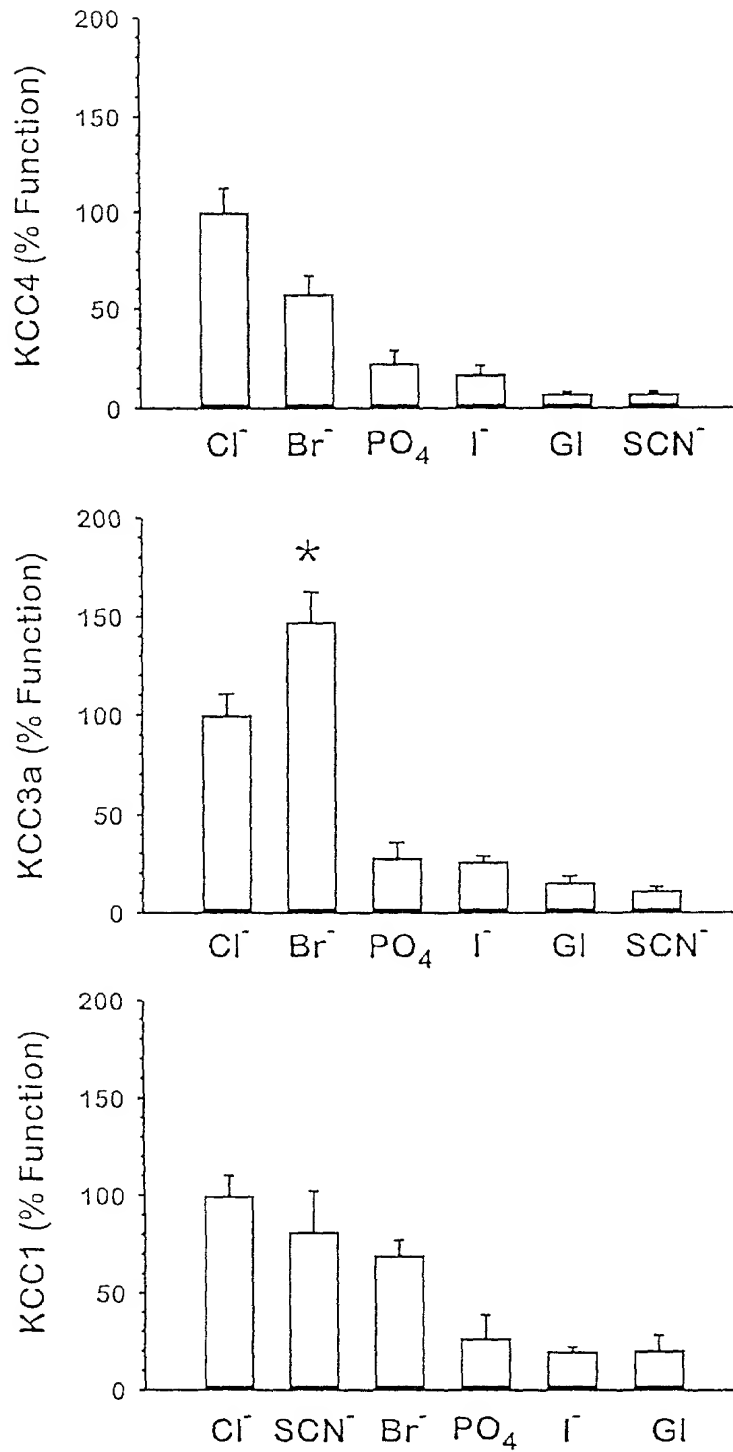 KCC4 (% Function)
200
150
100
50
0
Cl⁻ Br⁻ PO₄ I⁻ Gl SCN⁻
KCC3a (% Function)
200
150
100
50
0
*
Cl⁻ Br⁻ PO₄ I⁻ Gl SCN⁻
KCC1 (% Function)
200
150
100
50
0
Cl⁻ SCN⁻ Br⁻ PO₄ I⁻ Gl